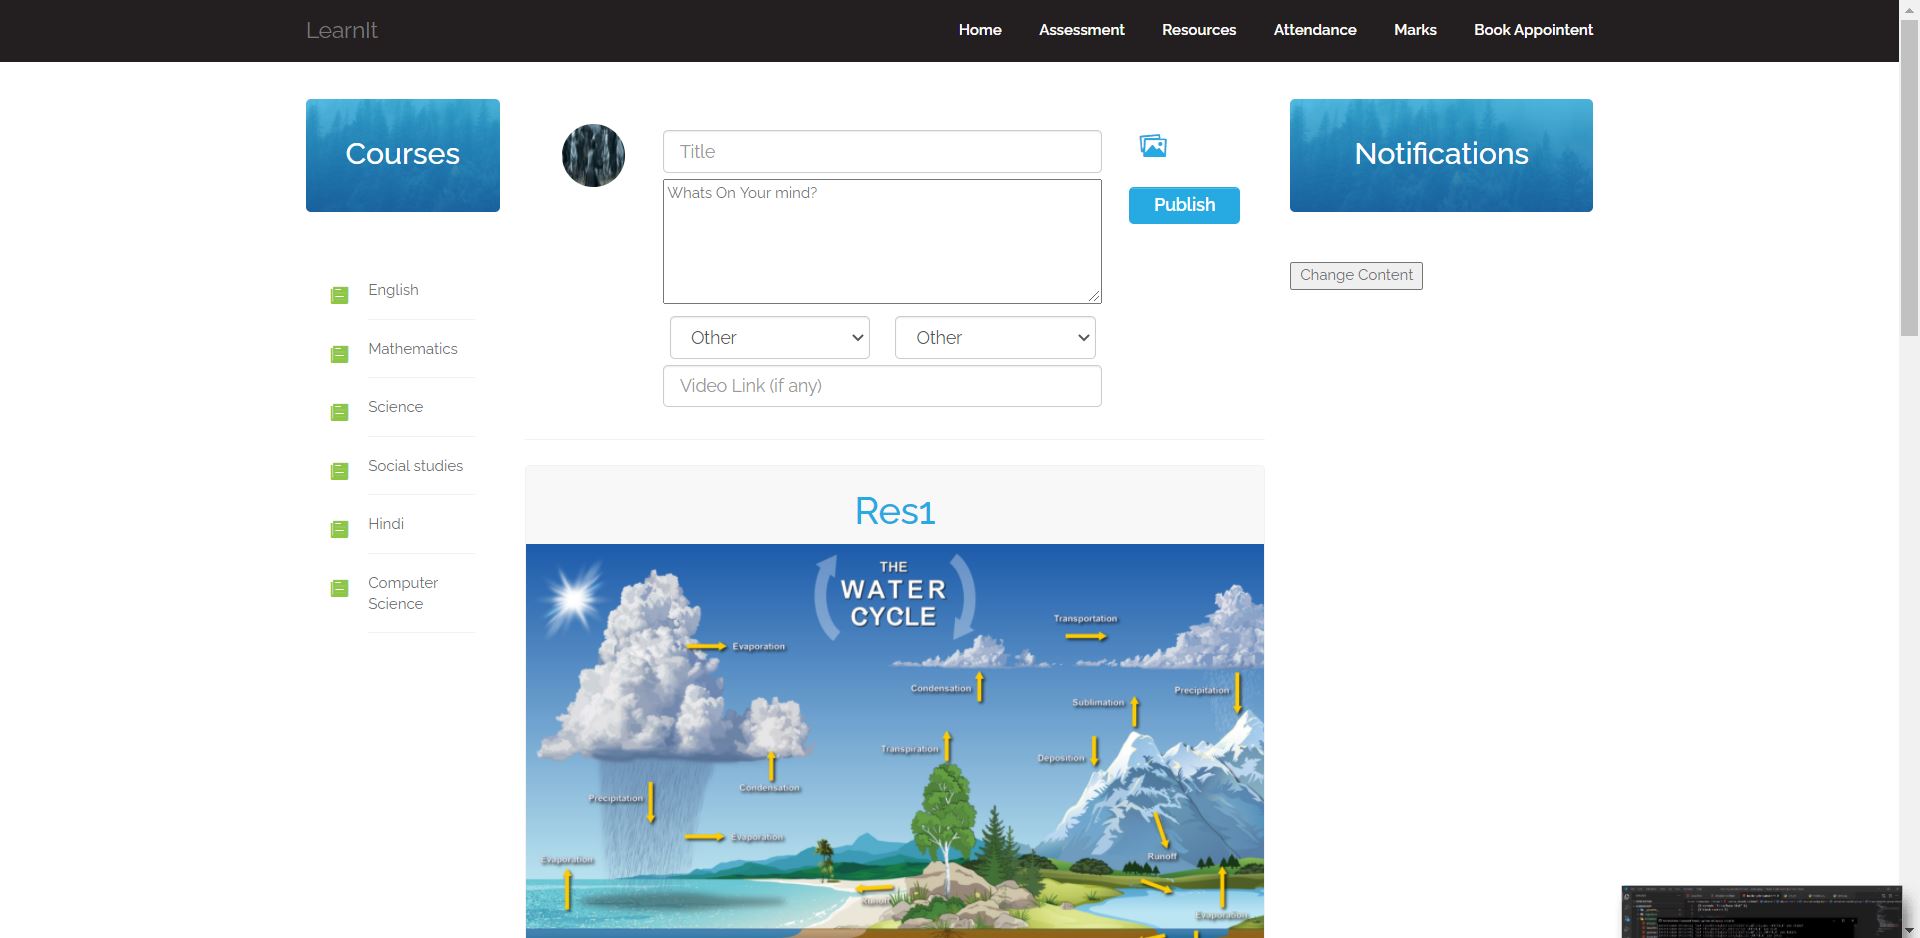 LearnIt
Home
Assessment
Resources
Attendance
Marks
Book Appointent
Courses
English
Mathematics
Science
Social studies
Hindi
Computer
Science
Title
Whats On Your mind?
Other
Other
Video Link (if any)
Publish
Notifications
Change Content
Res1
THE
WATER
CYCLE
Transportation
Evaporation
Condensation
Sublimation
Precipitation
Transpiration
Deposition
Condensation
Precipitation
Evaporation
Evaporation
Runoff
Runoff
Evaporation